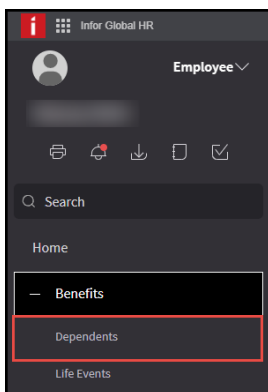 Infor Global HR
Employee
Search
Home
Benefits
Dependents
Life Events